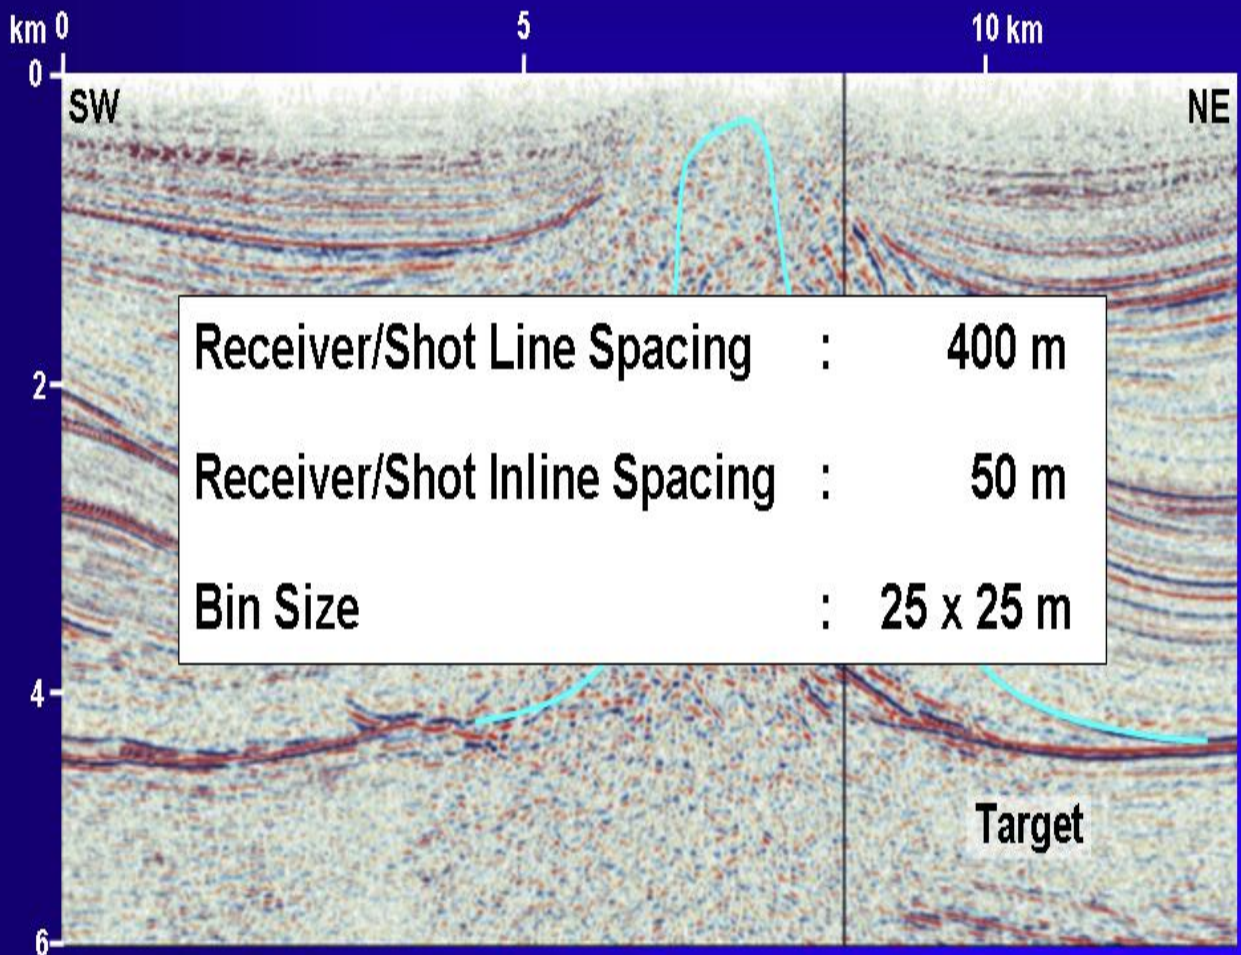 km 0 5 10 km
0
SW NE
Receiver/Shot Line Spacing : 400 m
2
Receiver/Shot Inline Spacing : 50 m
Bin Size : 25 x 25 m
4
Target
6